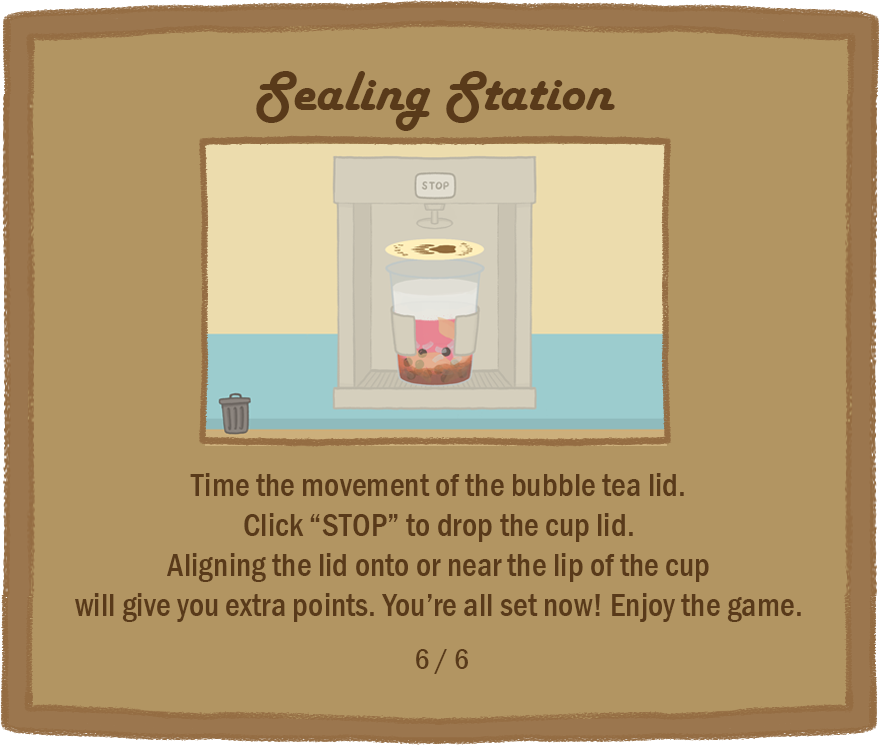 Sealing Station
STOP
Time the movement of the bubble tea lid.
Click “STOP” to drop the cup lid.
Aligning the lid onto or near the lip of the cup
will give you extra points. You’re all set now! Enjoy the game.
6 / 6